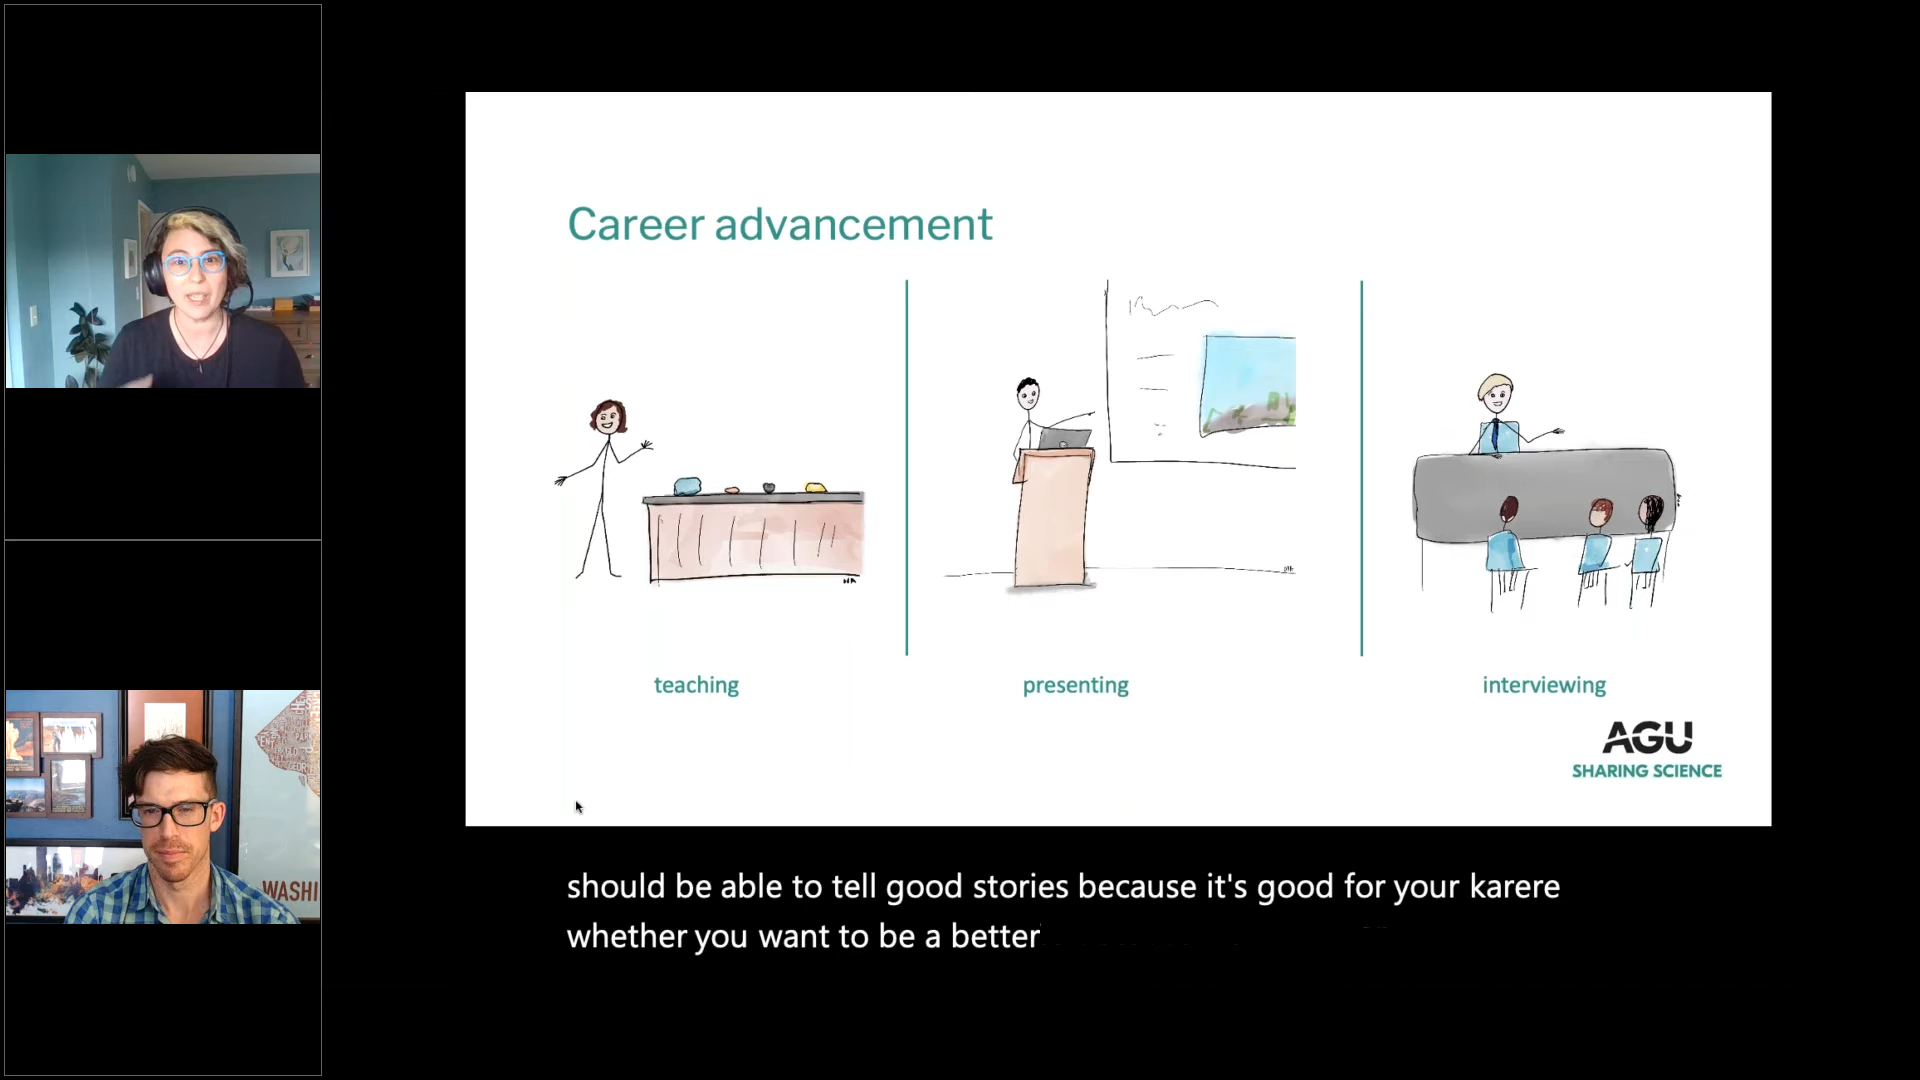 Career advancement
teaching
presenting
interviewing
AGU
SHARING SCIENCE
should be able to tell good stories because it's good for your karere
whether you want to be a better
WASHI